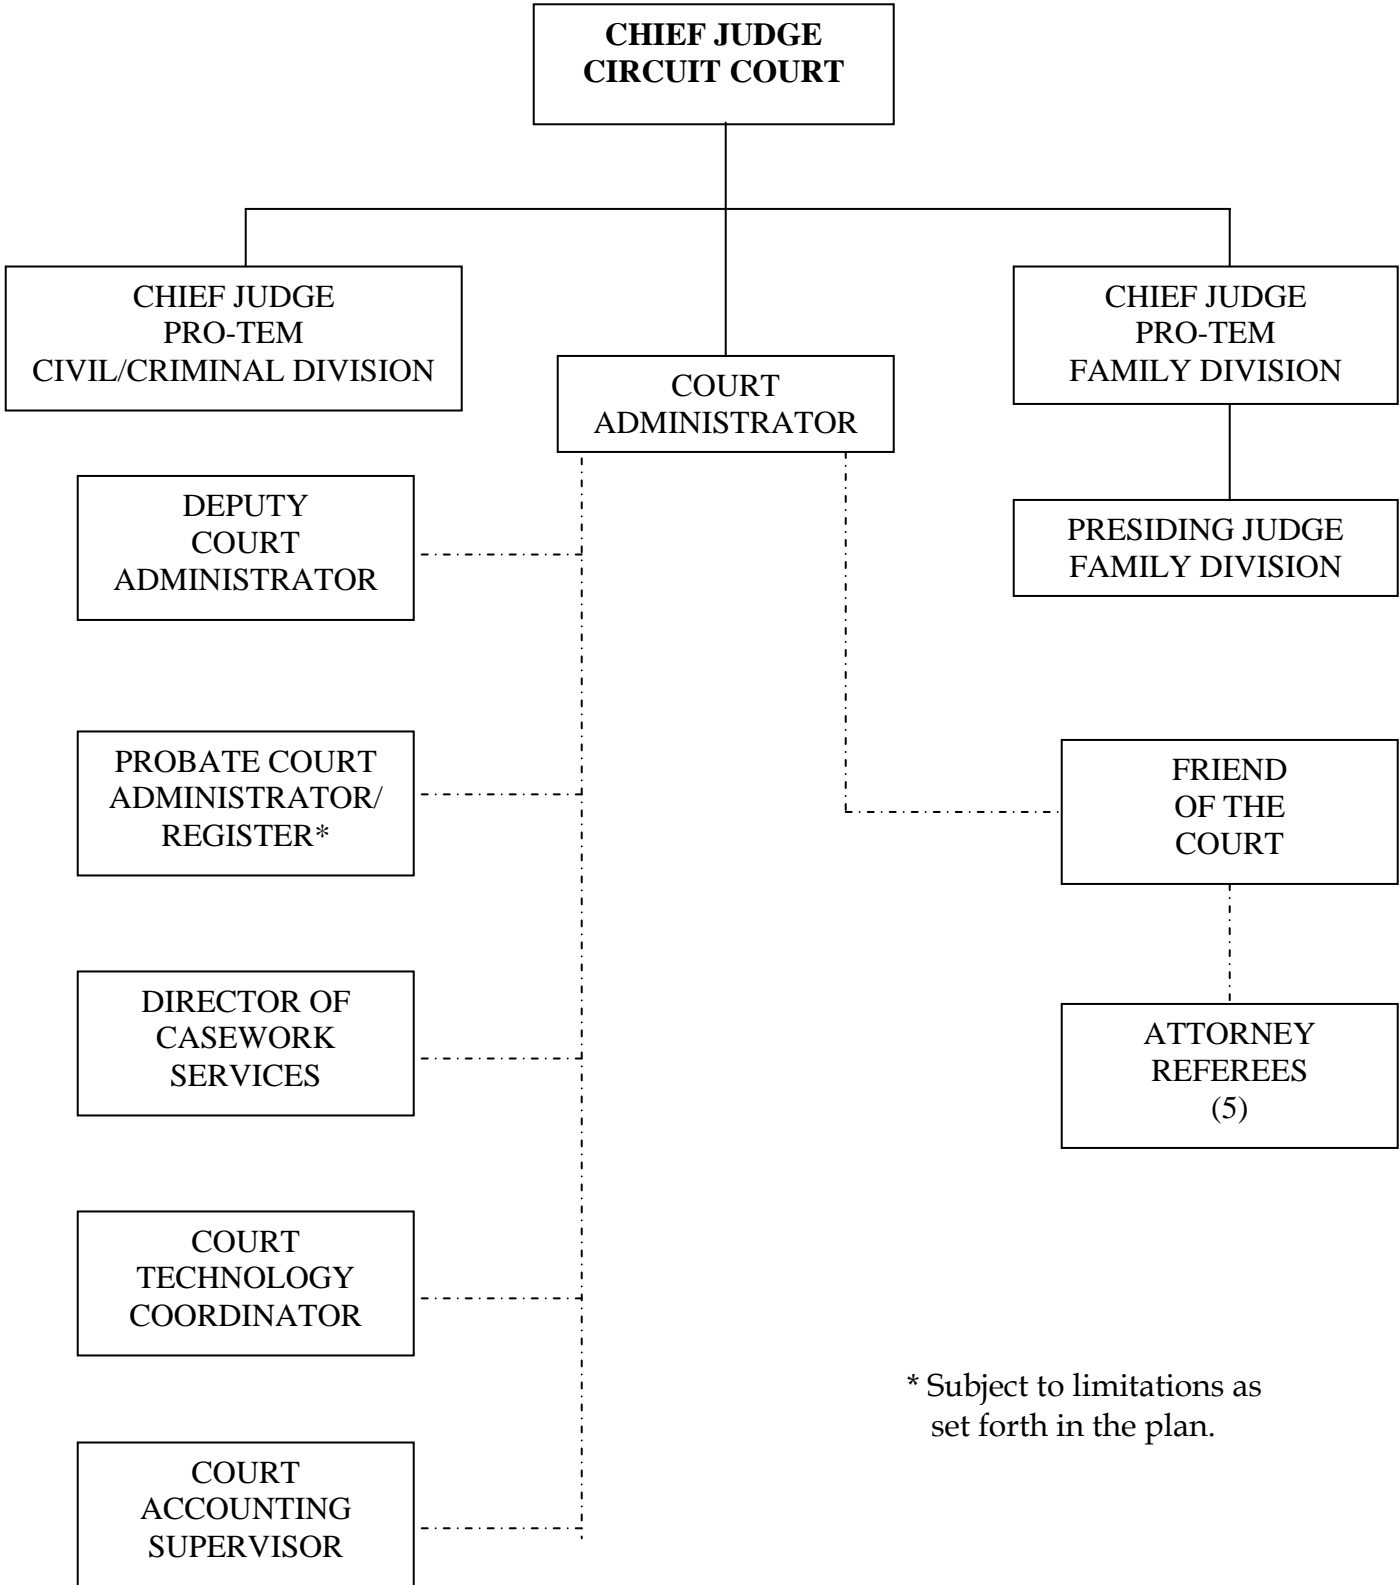 CHIEF JUDGE
CIRCUIT COURT
CHIEF JUDGE
PRO-TEM
CIVIL/CRIMINAL DIVISION
COURT
ADMINISTRATOR
CHIEF JUDGE
PRO-TEM
FAMILY DIVISION
PRESIDING JUDGE
FAMILY DIVISION
DEPUTY
COURT
ADMINISTRATOR
PROBATE COURT
ADMINISTRATOR/
REGISTER*
DIRECTOR OF
CASEWORK
SERVICES
COURT
TECHNOLOGY
COORDINATOR
COURT
ACCOUNTING
SUPERVISOR
FRIEND
OF THE
COURT
ATTORNEY
REFEREES
(5)
* Subject to limitations as
set forth in the plan.